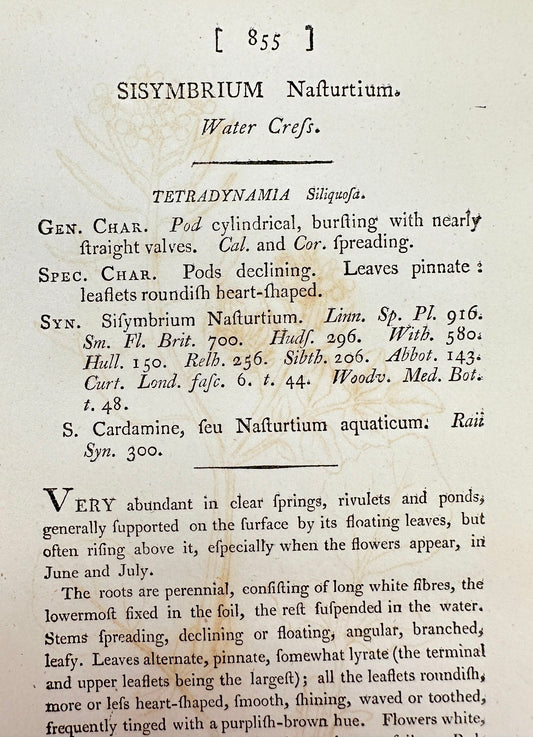 [ 855 ]
SISYMBRIUM Naſturtium.
Water Creſs.
TETRADYNAMIA Siliquoſa.
GEN. CHAR. Pod cylindrical, burſting with nearly
ſtraight valves. Cal. and Cor. ſpreading.
SPEC. CHAR. Pods declining. Leaves pinnate :
leaflets roundiſh heart-ſhaped.
SYN. Siſymbrium Naſturtium. Linn. Sp. Pl. 916.
Sm. Fl. Brit. 700. Hudſ. 296. With. 580.
Hull. 150. Relh. 256. Sibth. 206. Abbot. 143.
Curt. Lond. faſc. 6. t. 44. Woodv. Med. Bot.
t. 48.
S. Cardamine, ſeu Naſturtium aquaticum. Raii
Syn. 300.
VERY abundant in clear ſprings, rivulets and ponds,
generally ſupported on the ſurface by its floating leaves, but
often riſing above it, eſpecially when the flowers appear, in
June and July.
The roots are perennial, conſiſting of long white fibres, the
lowermoſt fixed in the ſoil, the reſt ſuſpended in the water.
Stems ſpreading, declining or floating, angular, branched,
leafy. Leaves alternate, pinnate, ſomewhat lyrate (the terminal
and upper leaflets being the largeſt); all the leaflets roundiſh,
more or leſs heart-ſhaped, ſmooth, ſhining, waved or toothed,
frequently tinged with a purpliſh-brown hue. Flowers white,